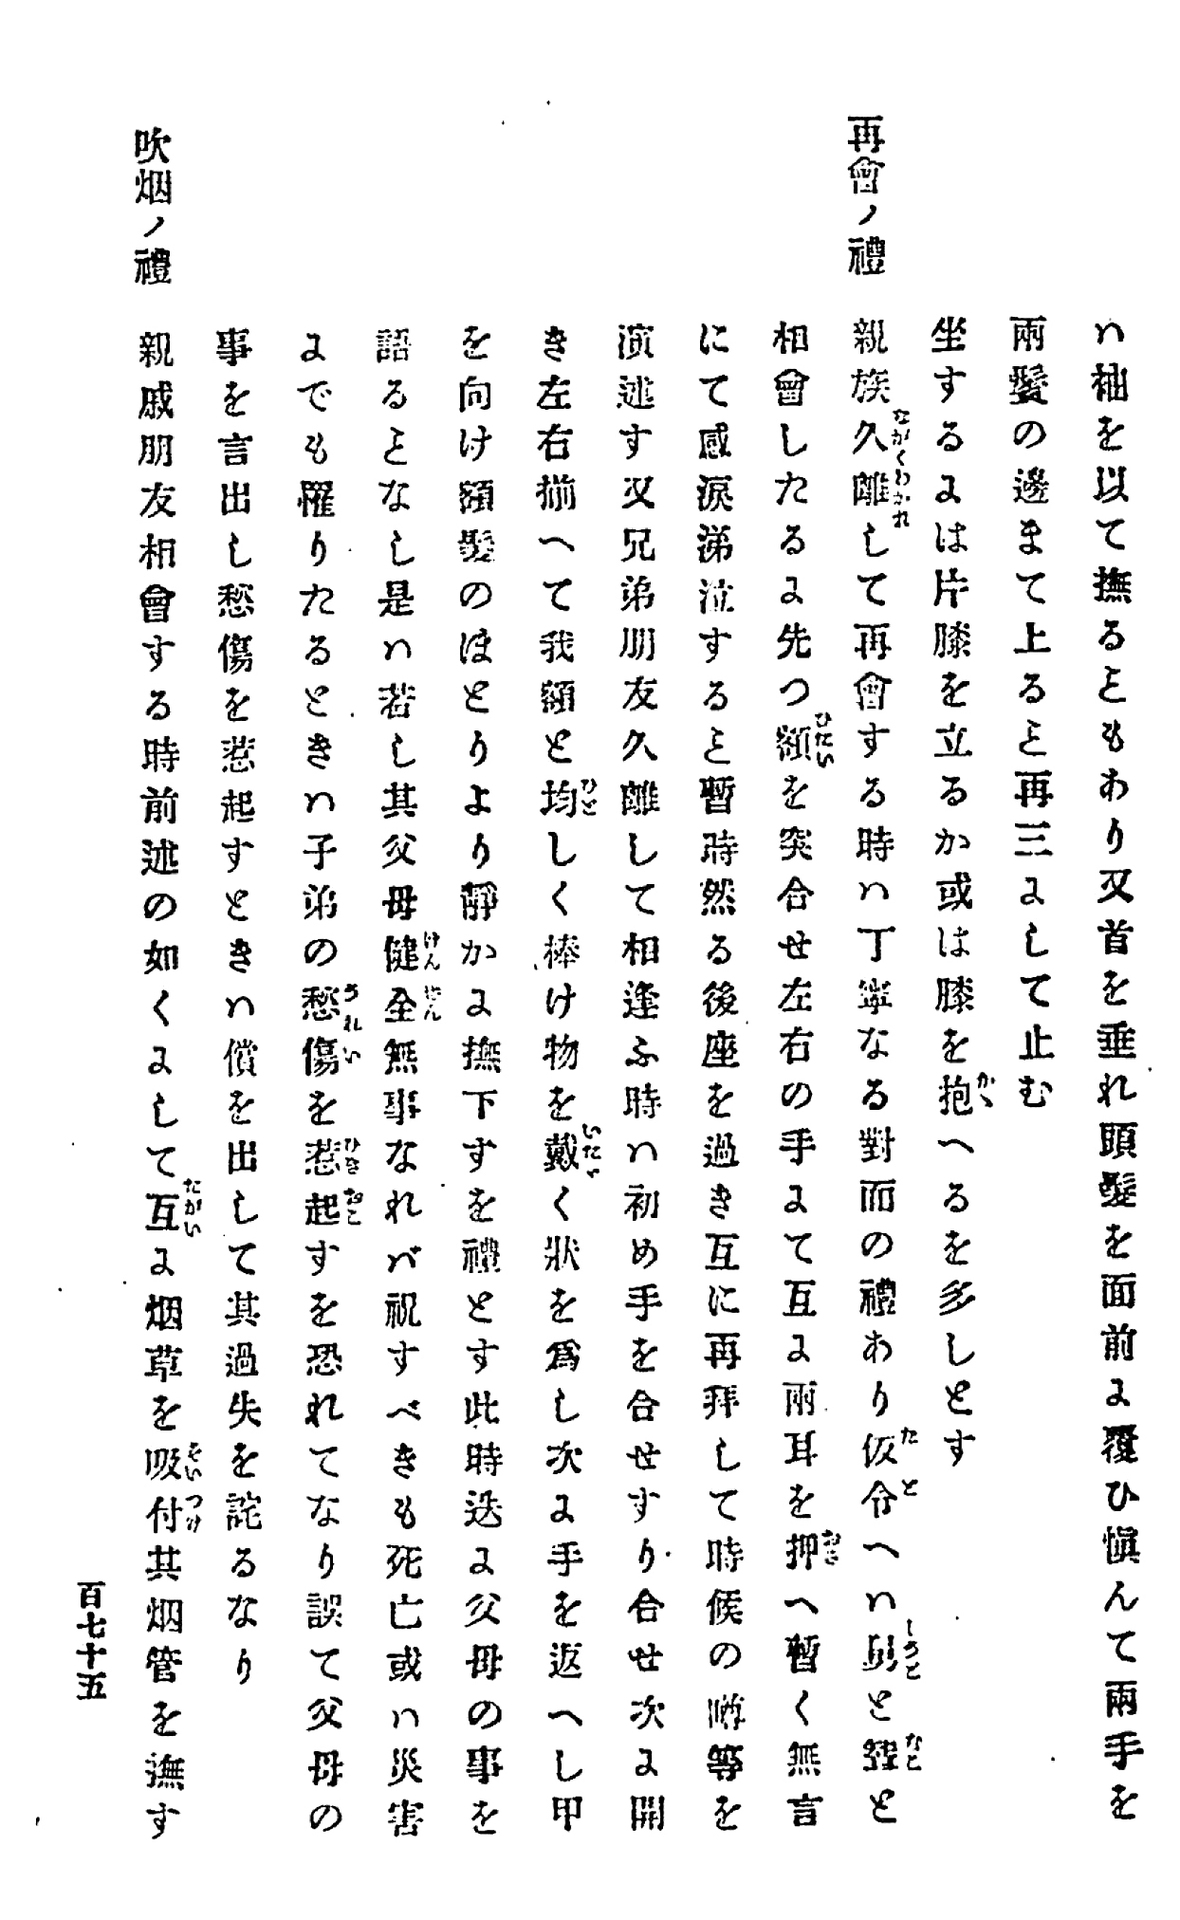 ハ袖を以て撫るともあり又首を垂れ頭髪を面前に覆ひ愼んて兩手を
兩髪の邊まて上ると再三にして止む
坐するには片膝を立るか或は膝を抱へるを多しとす
再會ノ禮
親族久離して再會する時ハ丁寧なる對面の禮あり仮令へハ舅と甥と
相會したるに先つ額を突合せ左右の手にて互に兩耳を押へ暫く無言
にて感涙涕泣すると暫時然る後座を過き互に再拜して時候の噂等を
演述す又兄弟朋友久離して相逢ふ時ハ初め手を合せすり合せ次に開
き左右揃へて我額と均しく棒け物を戴く狀を爲し次に手を返へし甲
を向け額髪のほとりより靜かに撫下すを禮とす此時迭に父母の事を
語るとなし是ハ若し其父母健全無事なれバ祝すべきも死亡或ハ災害
までも罹りたるときハ子弟の愁傷を惹起すを恐れてなり誤て父母の
事を言出し愁傷を惹起すときハ償を出して其過失を詫るなり
吹烟ノ禮
親戚朋友相會する時前述の如くにして互に烟草を吸付其烟管を撫す
百七十五